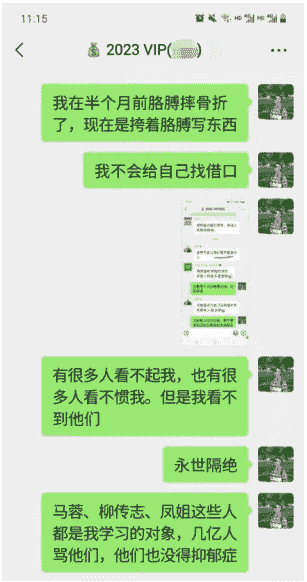 11:15
2023 VIP(
)
我在半个月前胳膊摔骨折
了,现在是挎着胳膊写东西
我不会给自己找借口
有很多人看不起我,也有很
多人看不惯我。但是我看不
到他们
永世隔绝
马蓉、柳传志、凤姐这些人
都是我学习的对象,几亿人
骂他们,他们也没得抑郁症